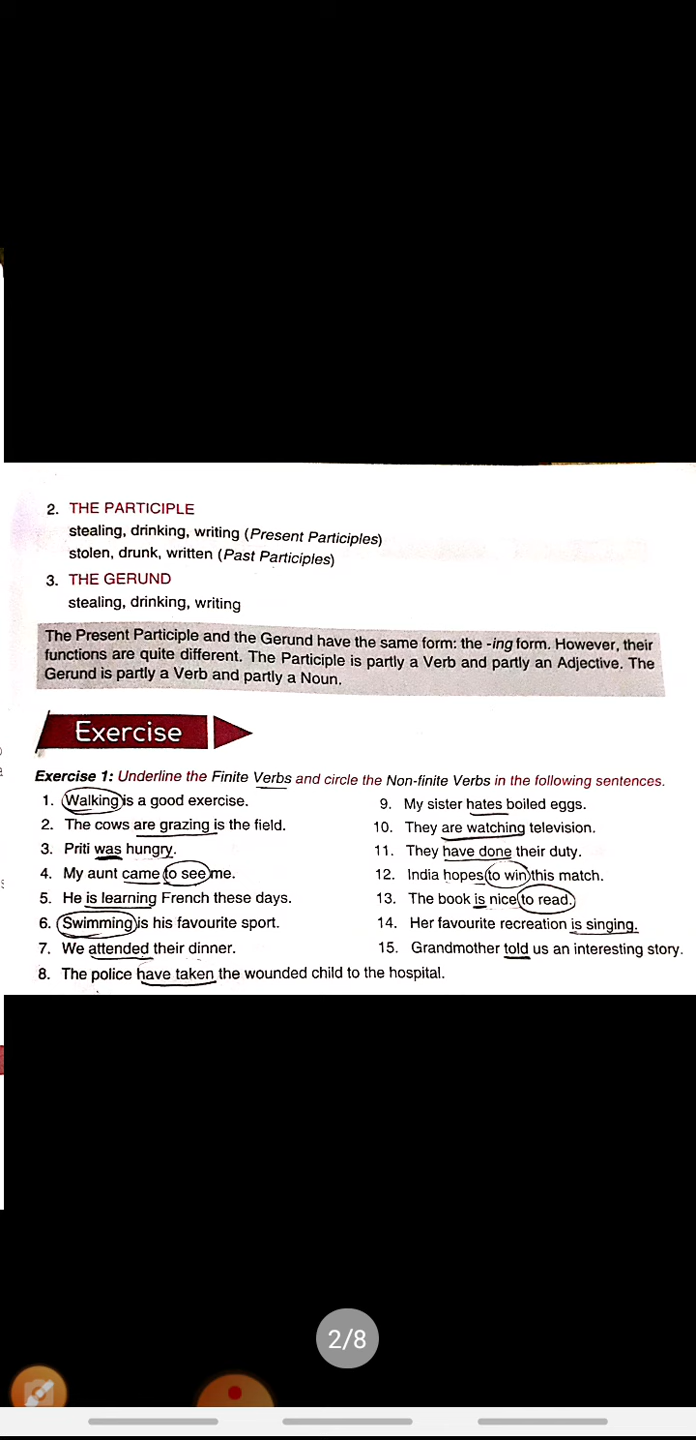 2. THE PARTICIPLE
stealing, drinking, writing (Present Participles)
stolen, drunk, written (Past Participles)
3. THE GERUND
stealing, drinking, writing
The Present Participle and the Gerund have the same form: the -ing form. However, their
functions are quite different. The Participle is partly a Verb and partly an Adjective. The
Gerund is partly a Verb and partly a Noun.
Exercise
Exercise 1: Underline the Finite Verbs and circle the Non-finite Verbs in the following sentences.
1. Walking is a good exercise.
2. The cows are grazing is the field.
3. Priti was hungry.
4. My aunt came to see me.
5. He is learning French these days.
6. Swimming is his favourite sport.
7. We attended their dinner.
8. The police have taken the wounded child to the hospital.
9. My sister hates boiled eggs.
10. They are watching television.
11. They have done their duty.
12. India hopes to win this match.
13. The book is nice to read.
14. Her favourite recreation is singing.
15. Grandmother told us an interesting story.
2/8